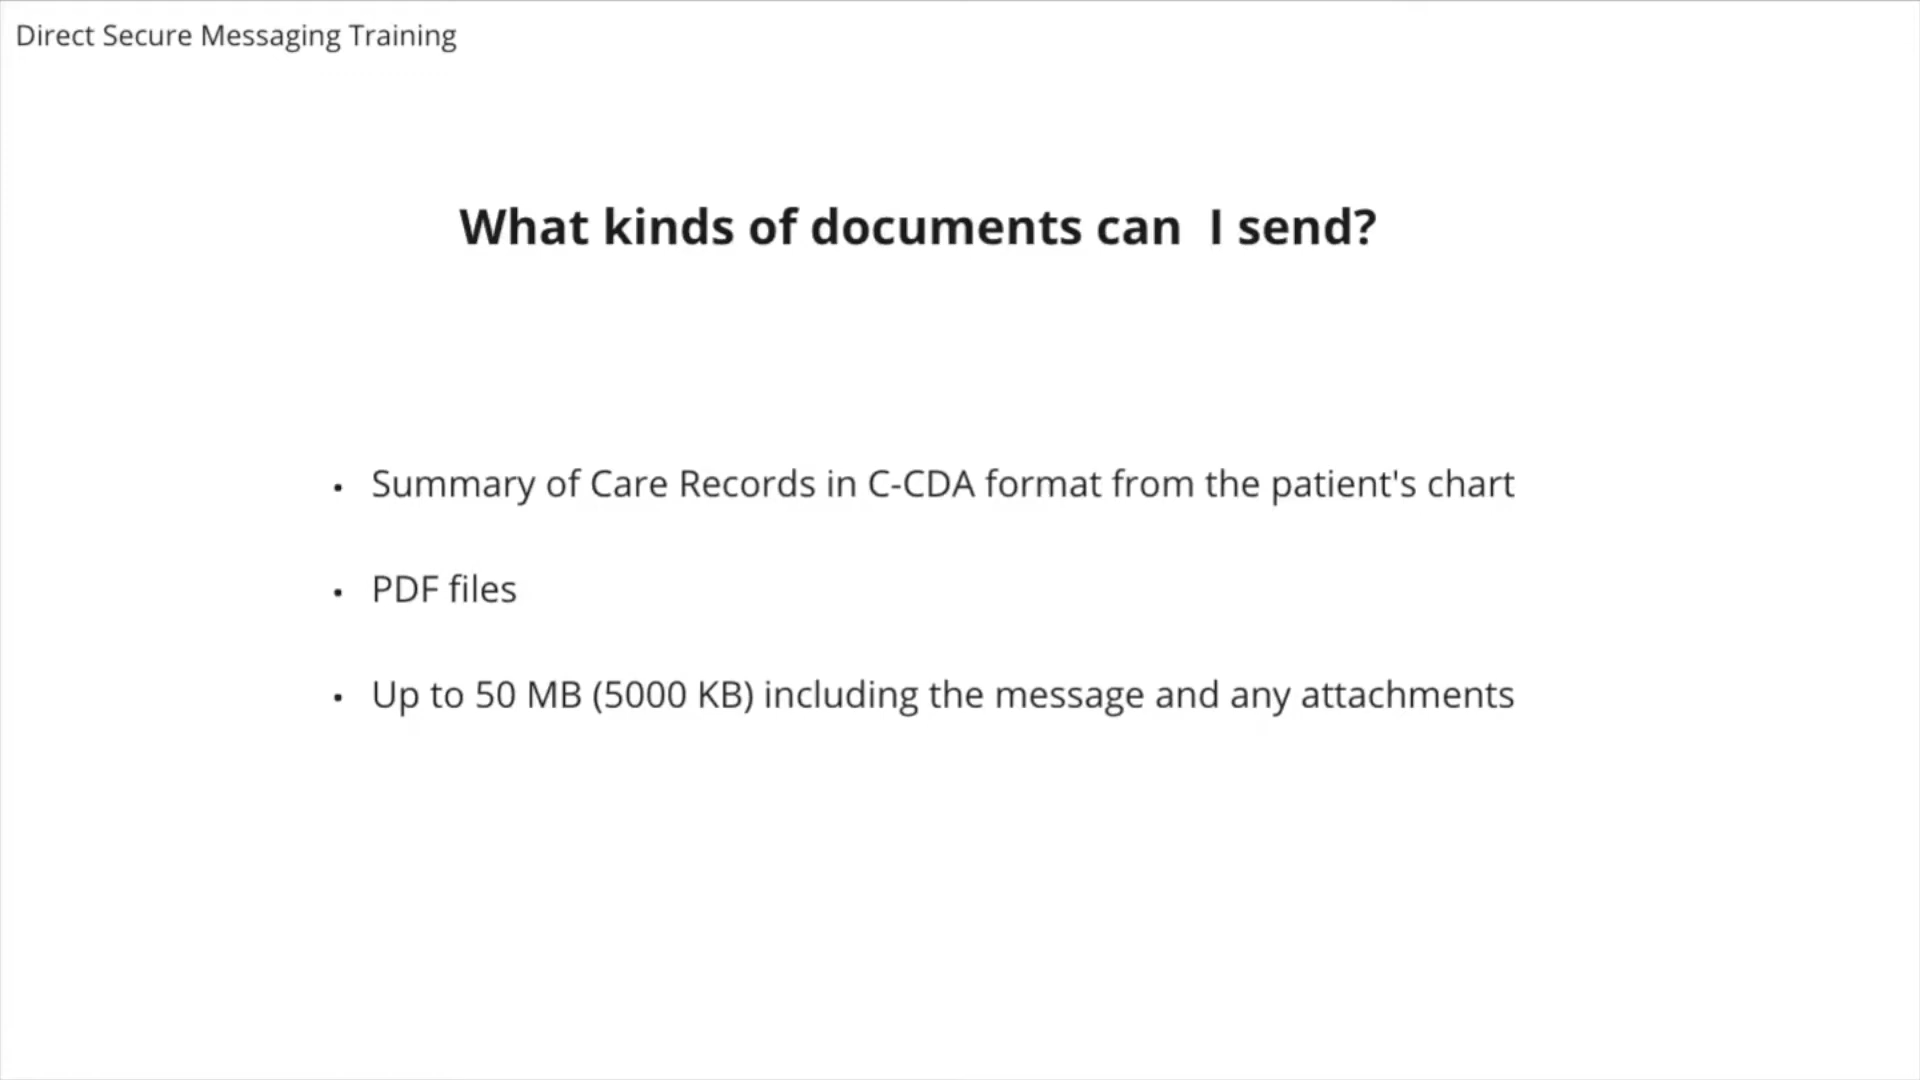 Direct Secure Messaging Training
What kinds of documents can  I send?
• Summary of Care Records in C-CDA format from the patient's chart
• PDF files
• Up to 50 MB (5000 KB) including the message and any attachments